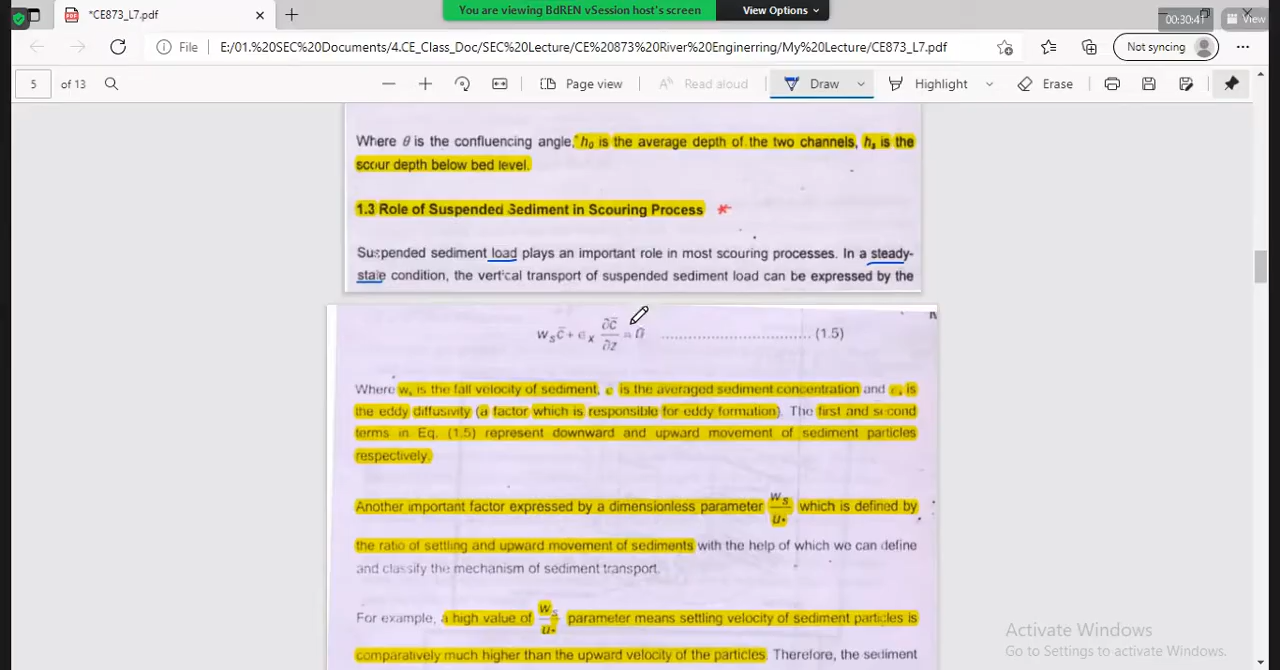 *CE873_L7.pdf
You are viewing BdREN vSession host's screen
View Options
00:30:41
View
File
E:/01.%20SEC%20Documents/4.CE_Class_Doc/SEC%20Lecture/CE%20873%20River%20Enginerring/My%20Lecture/CE873_L7.pdf
Not syncing
5 of 13
Page view
Read aloud
Draw
Highlight
Erase
Where θ is the confluencing angle, h₀ is the average depth of the two channels, hₛ is the
scour depth below bed level.
1.3 Role of Suspended Sediment in Scouring Process
Suspended sediment load plays an important role in most scouring processes. In a steady-
state condition, the vertical transport of suspended sediment load can be expressed by the
wₛc̄ + ϵₓ ∂c̄/∂z = 0 .................................. (1.5)
Where wₛ is the fall velocity of sediment, c is the averaged sediment concentration and ϵₓ is
the eddy diffusivity (a factor which is responsible for eddy formation). The first and second
terms in Eq. (1.5) represent downward and upward movement of sediment particles
respectively.
Another important factor expressed by a dimensionless parameter wₛ/u* which is defined by
the ratio of settling and upward movement of sediments with the help of which we can define
and classify the mechanism of sediment transport.
For example, a high value of wₛ/u* parameter means settling velocity of sediment particles is
comparatively much higher than the upward velocity of the particles. Therefore, the sediment
Activate Windows
Go to Settings to activate Windows.